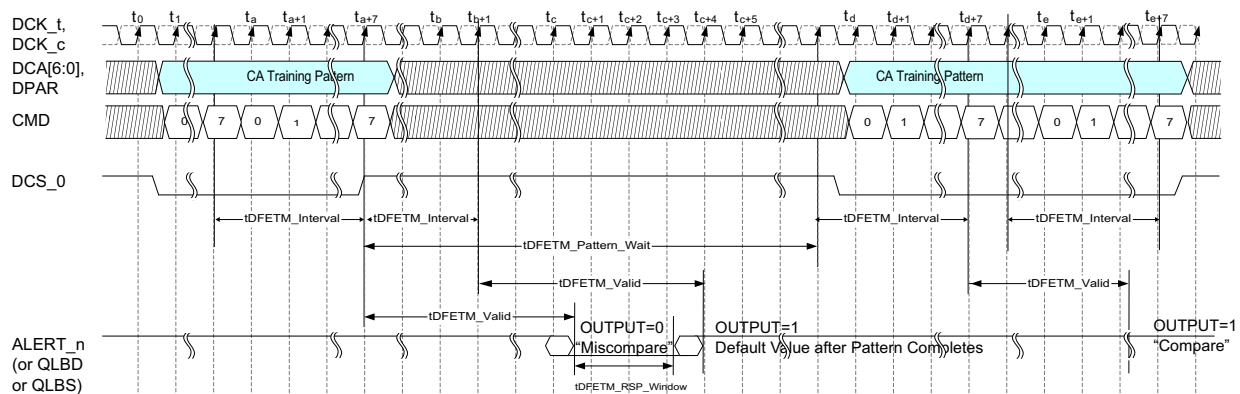 DCK_t,
DCK_c
t0 t1 ta ta+1 ta+7 tb tb+1 tc tc+1 tc+2 tc+3 tc+4 tc+5 td td+1 td+7 te te+1 te+7
DCA[6:0],
DPAR
CA Training Pattern CA Training Pattern
CMD
0 7 0 1 7 0 1 7 0 1 7
DCS_0
tDFETM_Interval tDFETM_Interval tDFETM_Interval tDFETM_Interval
tDFETM_Pattern_Wait
tDFETM_Valid tDFETM_Valid
tDFETM_Valid
OUTPUT=0 OUTPUT=1 OUTPUT=1
ALERT_n
(or QLBD
or QLBS)
"Miscompare" Default Value after Pattern Completes "Compare"
tDFETM_RSP_Window